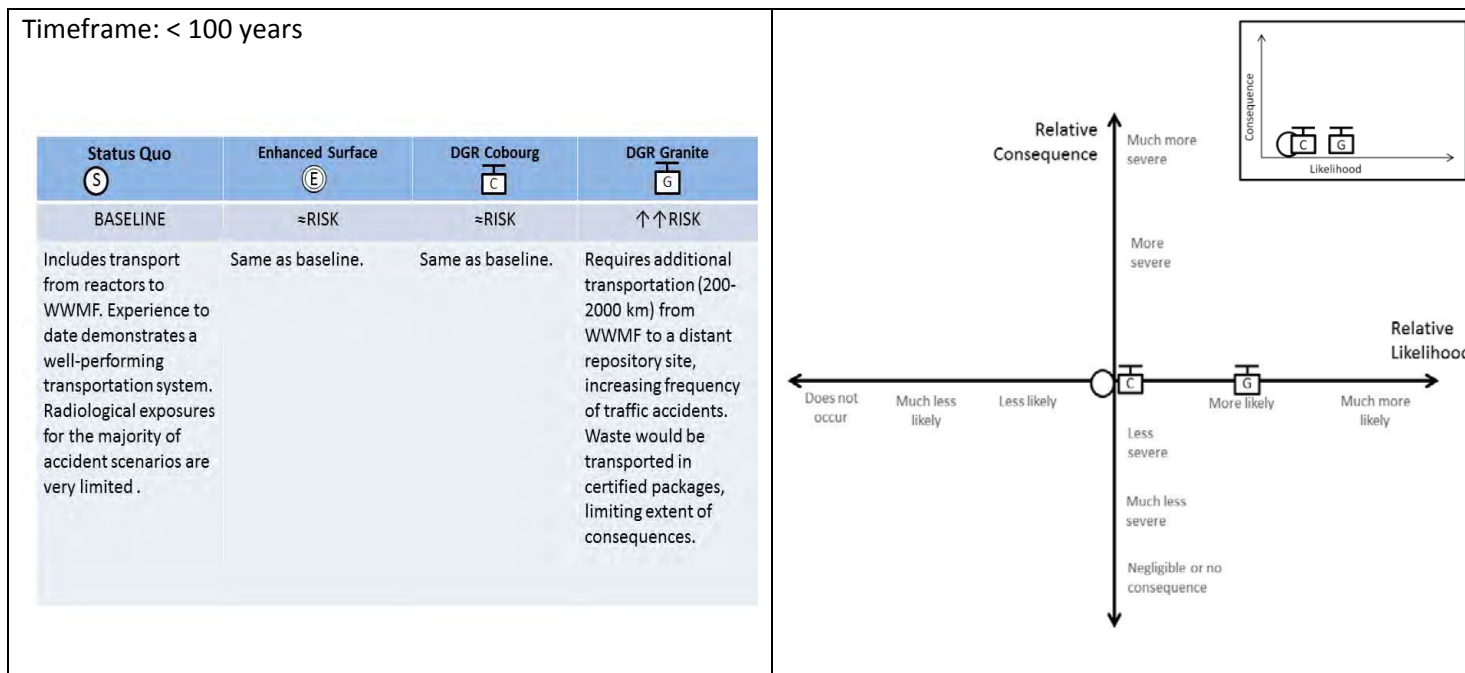 Timeframe: < 100 years
Status Quo
Enhanced Surface
DGR Cobourg
DGR Granite
S
E
C
G
BASELINE
≈RISK
≈RISK
↑↑RISK
Includes transport
from reactors to
WWMF. Experience to
date demonstrates a
well-performing
transportation system.
Radiological exposures
for the majority of
accident scenarios are
very limited .
Same as baseline.
Same as baseline.
Requires additional
transportation (200-
2000 km) from
WWMF to a distant
repository site,
increasing frequency
of traffic accidents.
Waste would be
transported in
certified packages,
limiting extent of
consequences.
Relative
Consequence
Much more
severe
More
severe
Relative
Likelihood
C
G
Does not
occur
Much less
likely
Less likely
More likely
Much more
likely
Less
severe
Much less
severe
Negligible or no
consequence
Consequence
C
G
Likelihood